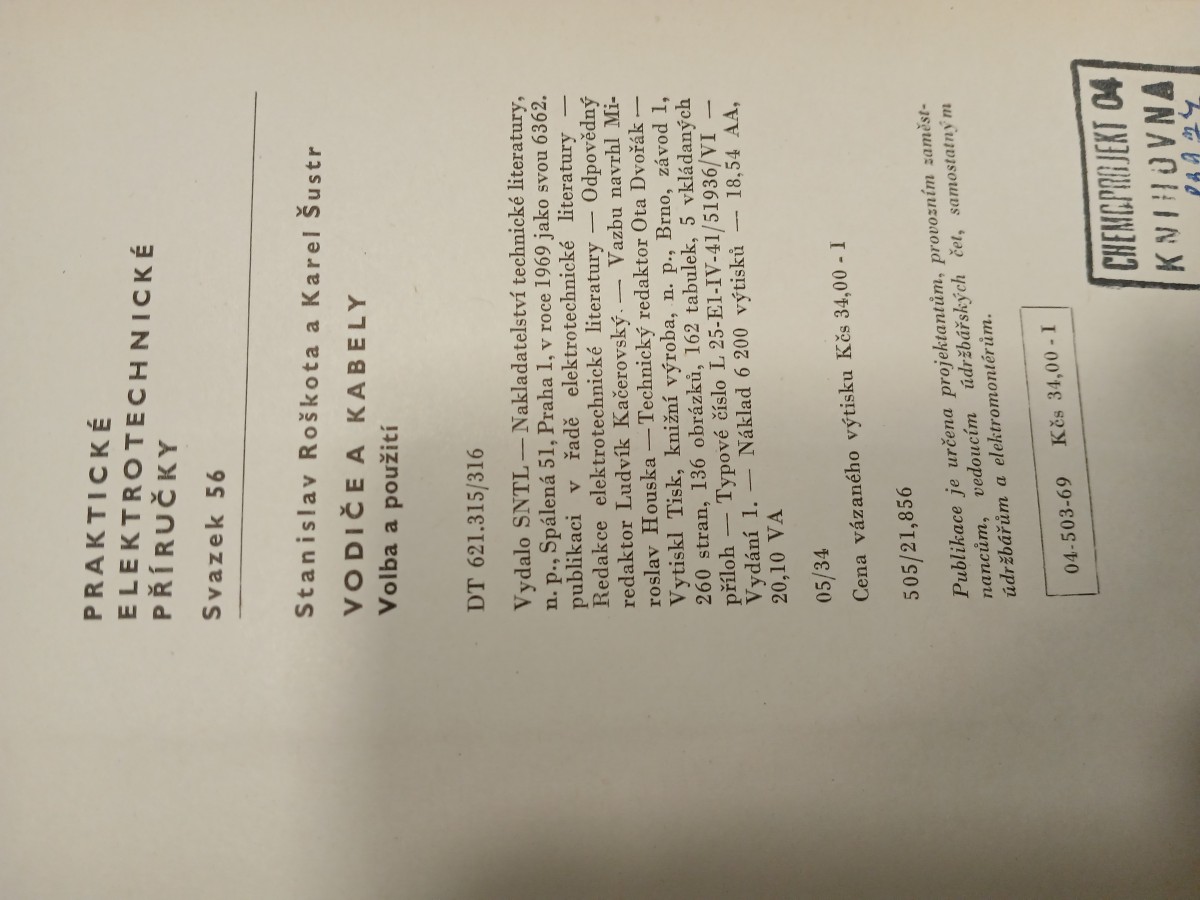 PRAKTICKÉ
ELEKTROTECHNICKÉ
PŘÍRUČKY
Svazek 56
Stanislav Roškota a Karel Šustr
VODIČE A KABELY
Volba a použití
DT 621.315/316
Vydalo SNTL — Nakladatelství technické literatury,
n. p., Spálená 51, Praha 1, v roce 1969 jako svou 6362.
publikaci v řadě elektrotechnické literatury —
Redakce elektrotechnické literatury — Odpovědný
redaktor Ludvík Kačerovský. — Vazbu navrhl Mi-
roslav Houska — Technický redaktor Ota Dvořák —
Vytiskl Tisk, knižní výroba, n. p., Brno, závod 1,
260 stran, 136 obrázků, 162 tabulek, 5 vkládaných
příloh — Typové číslo L 25-E1-IV-41/51936/VI —
Vydání 1. — Náklad 6 200 výtisků — 18,54 AA,
20,10 VA
05/34
Cena vázaného výtisku Kčs 34,00 - I
505/21,856
Publikace je určena projektantům, provozním zaměst-
nancům, vedoucím údržbářských čet, samostatným
údržbářům a elektromontérům.
04-503-69 Kčs 34,00 - I
CHEMOPROJEKT 04
KNIHOVNA